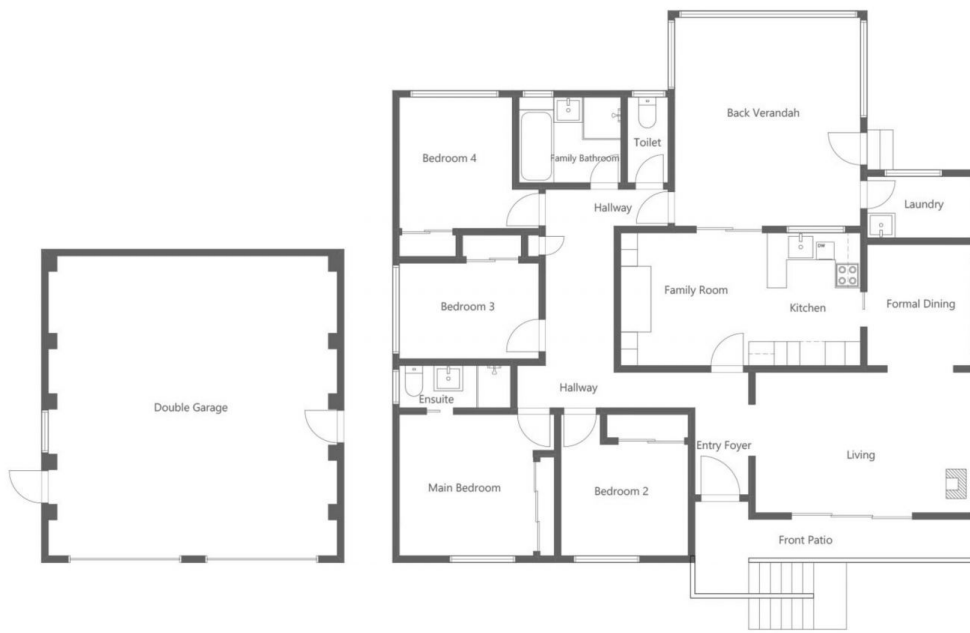 Back Verandah
Bedroom 4
Family Bathroom
Toilet
Hallway
Laundry
Family Room
DW
Kitchen
Formal Dining
Bedroom 3
Double Garage
Ensuite
Hallway
Entry Foyer
Living
Main Bedroom
Bedroom 2
Front Patio